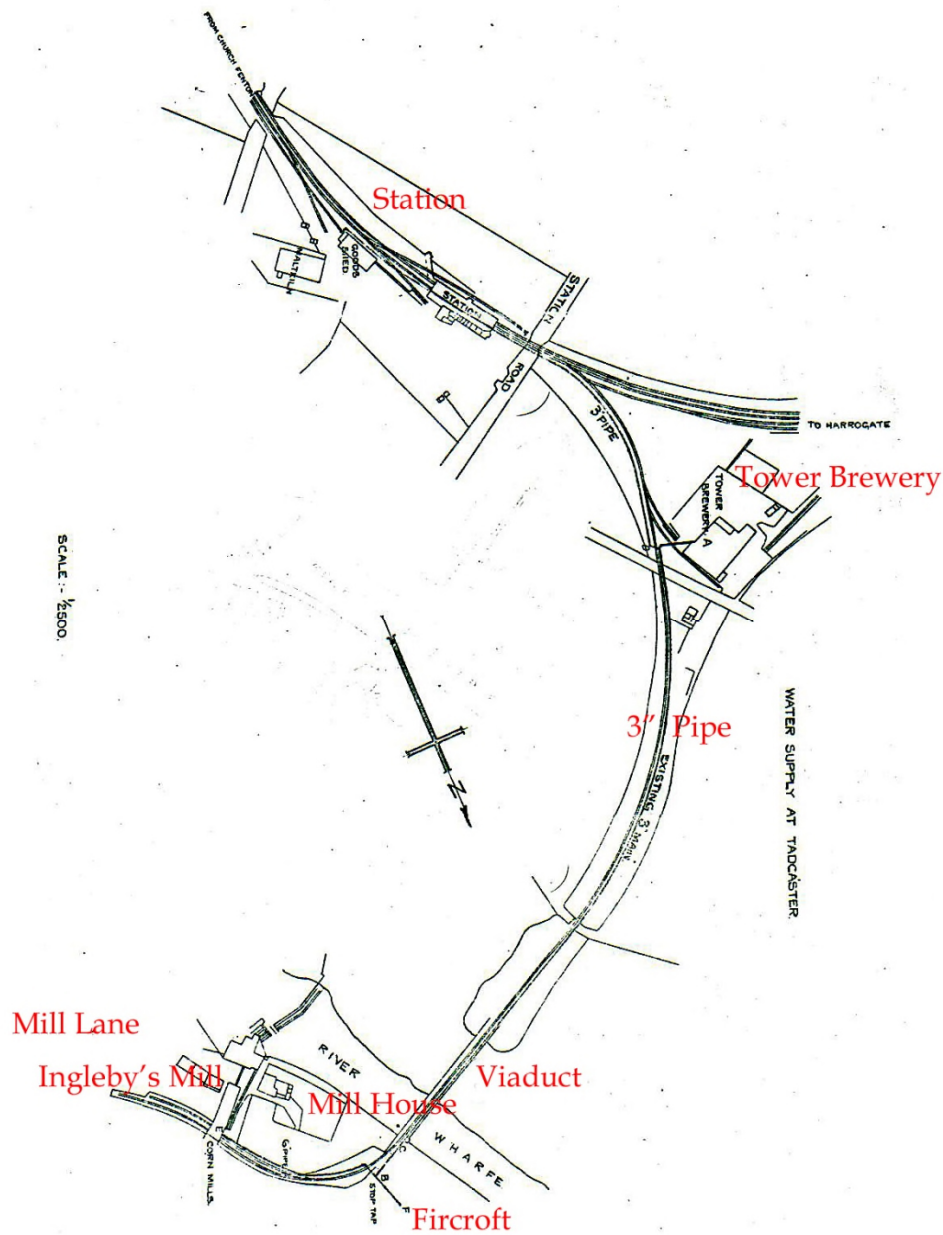 FROM CHURCH FENTON
Station
GOODS
SHED
MALTKILN
STATION
STATION
ROAD
3" PIPE
TO HARROGATE
Tower Brewery
TOWER
BREWERY. A
SCALE :- 1/2500.
WATER SUPPLY AT TADCASTER.
3" Pipe
EXISTING 3" MAIN
N
Mill Lane
RIVER
Ingleby's Mill
Viaduct
Mill House
WHARFE
E
CORN MILLS.
6" PIPE
C
B
F
STOP TAP
Fircroft